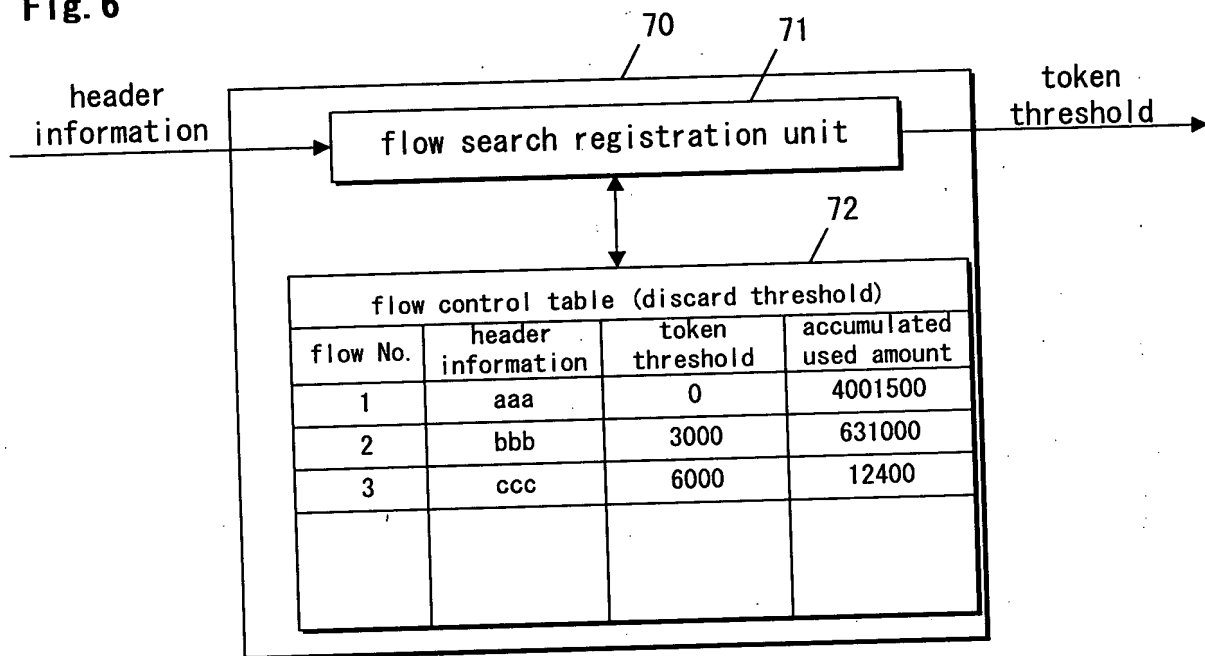 Fig. 6
70
71
header
information
token
threshold
flow search registration unit
72
flow control table (discard threshold)
flow No.
header
information
token
threshold
accumulated
used amount
1
aaa
0
4001500
2
bbb
3000
631000
3
ccc
6000
12400